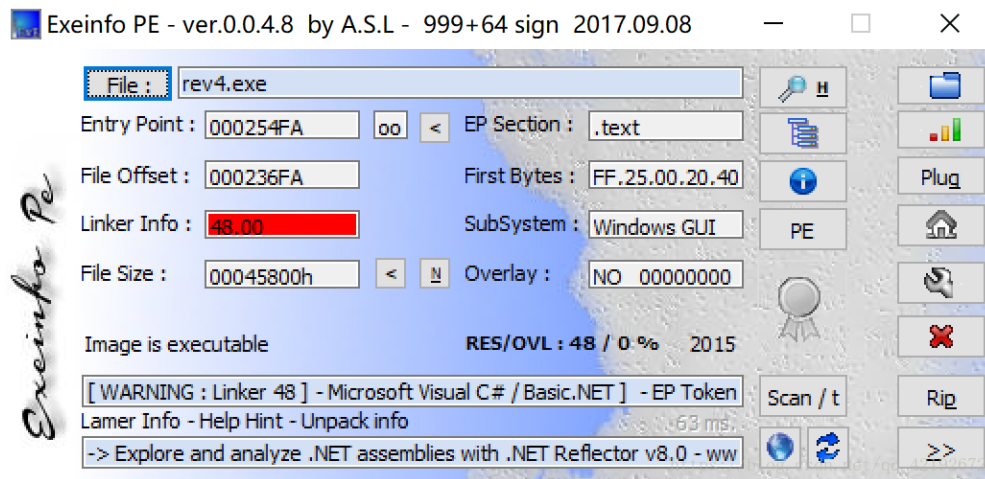 Exeinfo PE - ver.0.0.4.8 by A.S.L - 999+64 sign 2017.09.08
File : rev4.exe H
Entry Point : 000254FA oo < EP Section : .text
File Offset : 000236FA First Bytes : FF.25.00.20.40 Plug
Linker Info : 48.00 SubSystem : Windows GUI PE
File Size : 00045800h < N Overlay : NO 00000000
Image is executable RES/OVL : 48 / 0 % 2015
[ WARNING : Linker 48 ] - Microsoft Visual C# / Basic.NET ] - EP Token Scan / t Rip
Lamer Info - Help Hint - Unpack info 63 ms.
-> Explore and analyze .NET assemblies with .NET Reflector v8.0 - ww >>
Exeinfo Pe